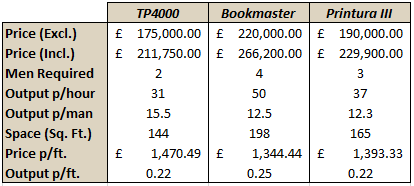 TP4000 Bookmaster Printura III
Price (Excl.) £ 175,000.00 £ 220,000.00 £ 190,000.00
Price (Incl.) £ 211,750.00 £ 266,200.00 £ 229,900.00
Men Required 2 4 3
Output p/hour 31 50 37
Output p/man 15.5 12.5 12.3
Space (Sq. Ft.) 144 198 165
Price p/ft. £ 1,470.49 £ 1,344.44 £ 1,393.33
Output p/ft. 0.22 0.25 0.22